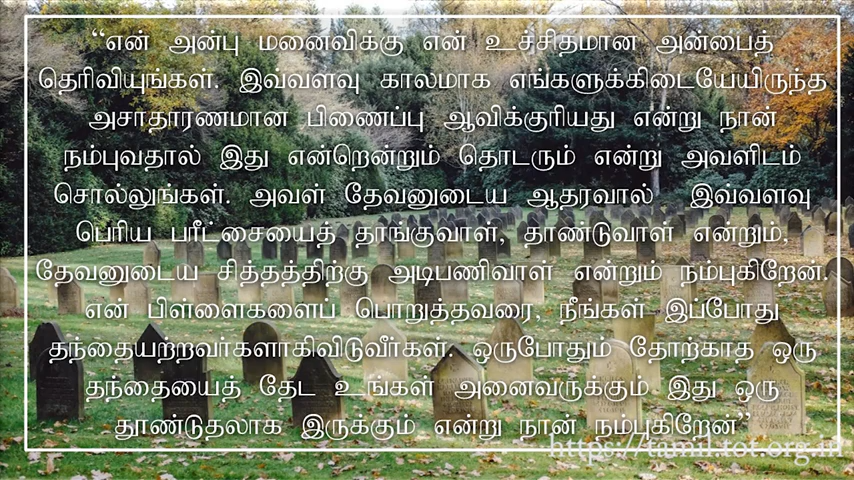 “என் அன்பு மனைவிக்கு என் உச்சிதமான அன்பைத்
தெரிவியுங்கள். இவ்வளவு காலமாக எங்களுக்கிடையேயிருந்த
அசாதாரணமான பிணைப்பு ஆவிக்குரியது என்று நான்
நம்புவதால் இது என்றென்றும் தொடரும் என்று அவளிடம்
சொல்லுங்கள். அவள் தேவனுடைய ஆதரவால் இவ்வளவு
பெரிய பரீட்சையைத் தாங்குவாள், தாண்டுவாள் என்றும்,
தேவனுடைய சித்தத்திற்கு அடிபணிவாள் என்றும் நம்புகிறேன்.
என் பிள்ளைகளைப் பொறுத்தவரை, நீங்கள் இப்போது
தந்தையற்றவர்களாகிவிடுவீர்கள். ஒருபோதும் தோற்காத ஒரு
தந்தையைத் தேட உங்கள் அனைவருக்கும் இது ஒரு
தூண்டுதலாக இருக்கும் என்று நான் நம்புகிறேன்”
https://tamil.tot.org.in